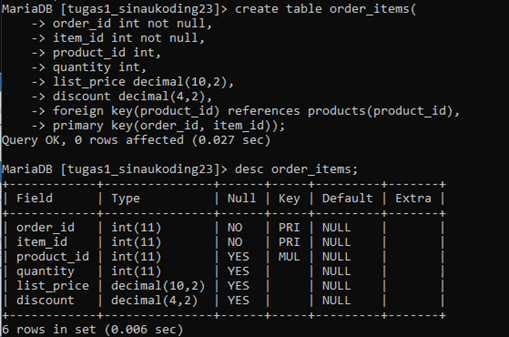 MariaDB [tugas1_sinaukoding23]> create table order_items(
    -> order_id int not null,
    -> item_id int not null,
    -> product_id int,
    -> quantity int,
    -> list_price decimal(10,2),
    -> discount decimal(4,2),
    -> foreign key(product_id) references products(product_id),
    -> primary key(order_id, item_id));
Query OK, 0 rows affected (0.027 sec)

MariaDB [tugas1_sinaukoding23]> desc order_items;
+------------+---------------+------+-----+---------+-------+
| Field      | Type          | Null | Key | Default | Extra |
+------------+---------------+------+-----+---------+-------+
| order_id   | int(11)       | NO   | PRI | NULL    |       |
| item_id    | int(11)       | NO   | PRI | NULL    |       |
| product_id | int(11)       | YES  | MUL | NULL    |       |
| quantity   | int(11)       | YES  |     | NULL    |       |
| list_price | decimal(10,2) | YES  |     | NULL    |       |
| discount   | decimal(4,2)  | YES  |     | NULL    |       |
+------------+---------------+------+-----+---------+-------+
6 rows in set (0.006 sec)